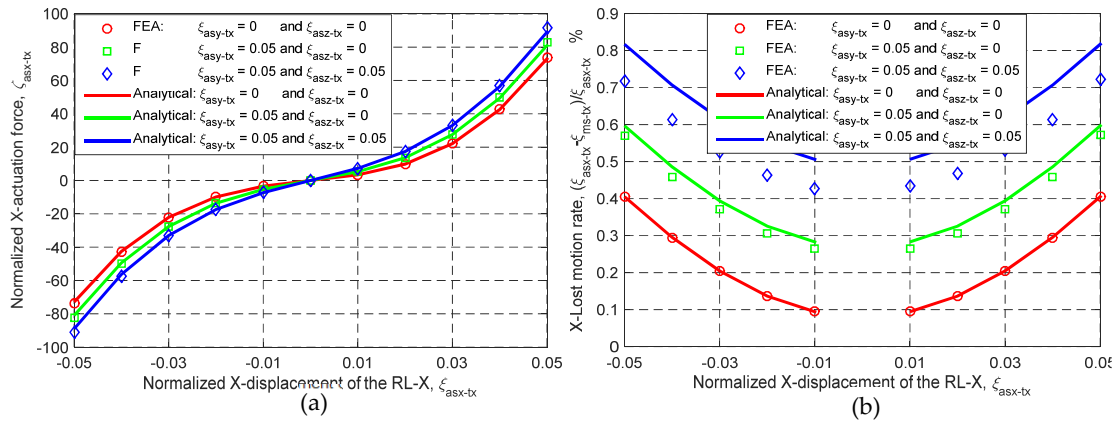 100
80
60
40
20
0
-20
-40
-60
-80
-100
Normalized X-actuation force, ζasx-tx
FEA: ξasy-tx = 0 and ξasz-tx = 0
F ξasy-tx = 0.05 and ξasz-tx = 0
F ξasy-tx = 0.05 and ξasz-tx = 0.05
Analytical: ξasy-tx = 0 and ξasz-tx = 0
Analytical: ξasy-tx = 0.05 and ξasz-tx = 0
Analytical: ξasy-tx = 0.05 and ξasz-tx = 0.05
-0.05 -0.03 -0.01 0.01 0.03 0.05
Normalized X-displacement of the RL-X, ξasx-tx
(a)
0.9
0.8
0.7
0.6
0.5
0.4
0.3
0.2
0.1
0
X-Lost motion rate, (ξasx-tx-ξms-tx)/ξasx-tx %
FEA: ξasy-tx = 0 and ξasz-tx = 0
FEA: ξasy-tx = 0.05 and ξasz-tx = 0
FEA: ξasy-tx = 0.05 and ξasz-tx = 0.05
Analytical: ξasy-tx = 0 and ξasz-tx = 0
Analytical: ξasy-tx = 0.05 and ξasz-tx = 0
Analytical: ξasy-tx = 0.05 and ξasz-tx = 0.05
-0.05 -0.03 -0.01 0.01 0.03 0.05
Normalized X-displacement of the RL-X, ξasx-tx
(b)